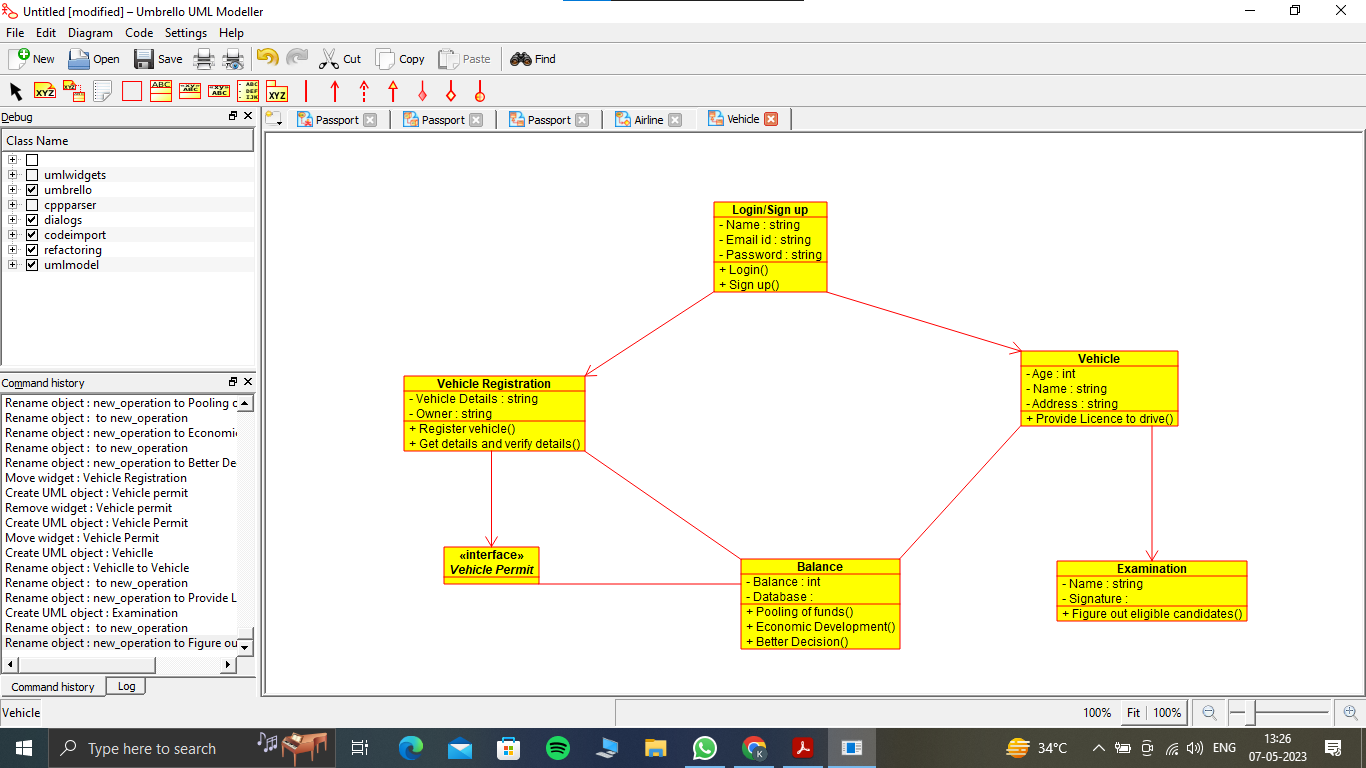 Untitled [modified] – Umbrello UML Modeller
File Edit Diagram Code Settings Help
New Open Save Cut Copy Paste Find
Debug
Class Name
umlwidgets
umbrello
cppparser
dialogs
codeimport
refactoring
umlmodel
Command history
Rename object : new_operation to Pooling c
Rename object :  to new_operation
Rename object : new_operation to Economi
Rename object :  to new_operation
Rename object : new_operation to Better De
Move widget : Vehicle Registration
Create UML object : Vehicle permit
Remove widget : Vehicle permit
Create UML object : Vehicle Permit
Move widget : Vehicle Permit
Create UML object : Vehiclle
Rename object : Vehiclle to Vehicle
Rename object :  to new_operation
Rename object : new_operation to Provide L
Create UML object : Examination
Rename object :  to new_operation
Rename object : new_operation to Figure ou
Command history Log
Passport Passport Passport Airline Vehicle
Login/Sign up
- Name : string
- Email id : string
- Password : string
+ Login()
+ Sign up()
Vehicle Registration
- Vehicle Details : string
- Owner : string
+ Register vehicle()
+ Get details and verify details()
Vehicle
- Age : int
- Name : string
- Address : string
+ Provide Licence to drive()
«interface»
Vehicle Permit
Balance
- Balance : int
- Database :
+ Pooling of funds()
+ Economic Development()
+ Better Decision()
Examination
- Name : string
- Signature :
+ Figure out eligible candidates()
Vehicle
100% Fit 100%
Type here to search
34°C
ENG
13:26
07-05-2023